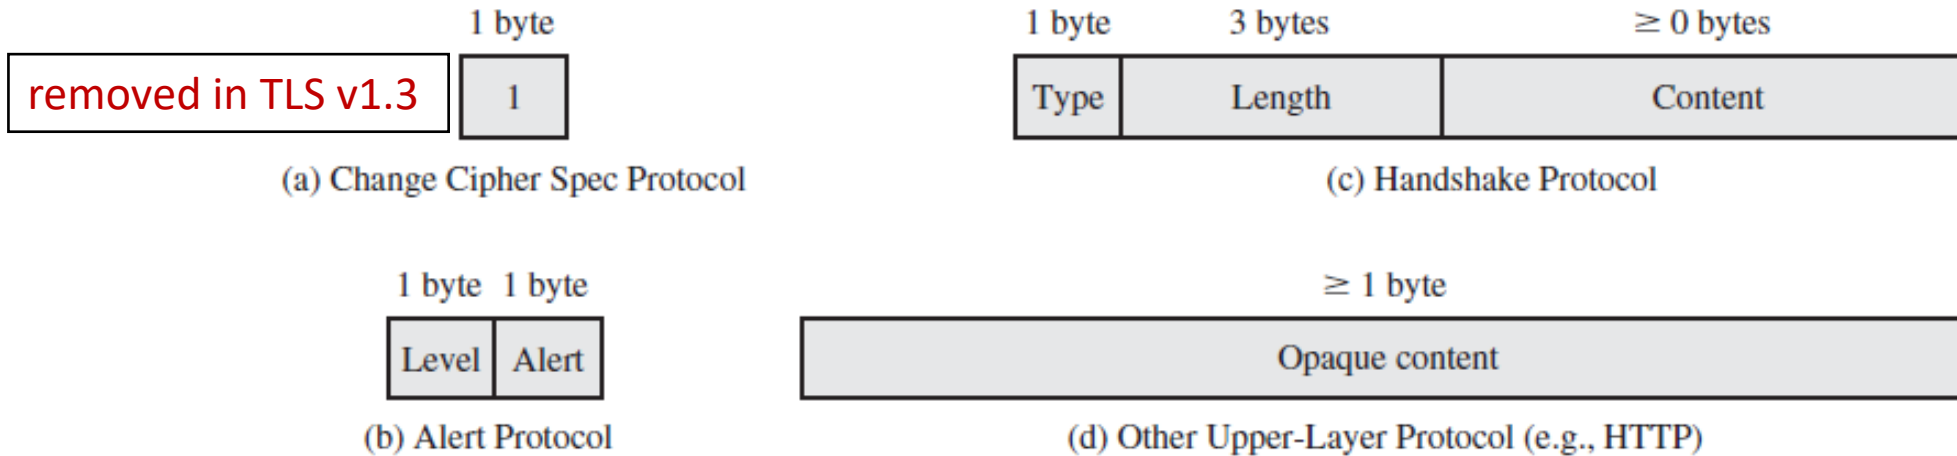 1 byte
removed in TLS v1.3
1
(a) Change Cipher Spec Protocol
1 byte 3 bytes ≥ 0 bytes
Type Length Content
(c) Handshake Protocol
1 byte 1 byte
Level Alert
(b) Alert Protocol
≥ 1 byte
Opaque content
(d) Other Upper-Layer Protocol (e.g., HTTP)